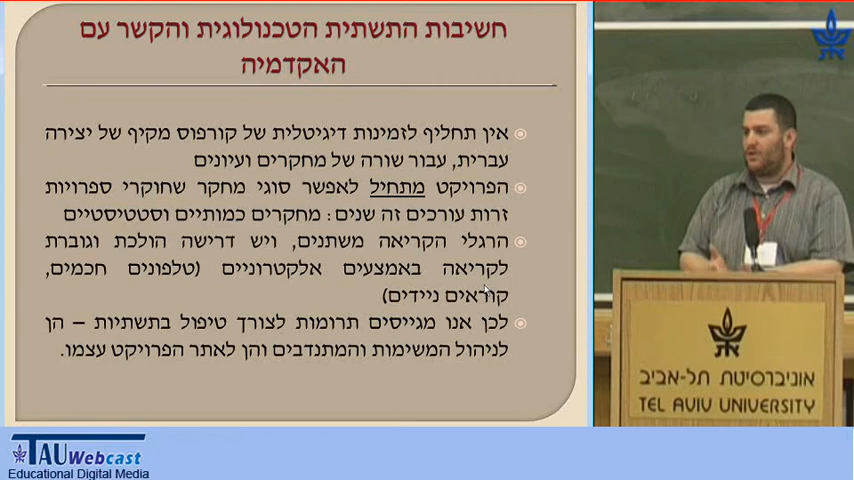 חשיבות התשתית הטכנולוגית והקשר עם
האקדמיה
אין תחליף לזמינות דיגיטלית של קורפוס מקיף של יצירה
עברית, עבור שורה של מחקרים ועיונים
הפרויקט מתחיל לאפשר סוגי מחקר שחוקרי ספרויות
זרות עורכים זה שנים: מחקרים כמותיים וסטטיסטיים
הרגלי הקריאה משתנים, ויש דרישה הולכת וגוברת
לקריאה באמצעים אלקטרוניים (טלפונים חכמים,
קוראים ניידים)
לכן אנו מגייסים תרומות לצורך טיפול בתשתיות – הן
לניהול המשימות והמתנדבים והן לאתר הפרויקט עצמו.
אוניברסיטת תל-אביב
TEL AVIV UNIVERSITY
TAU Webcast
Educational Digital Media